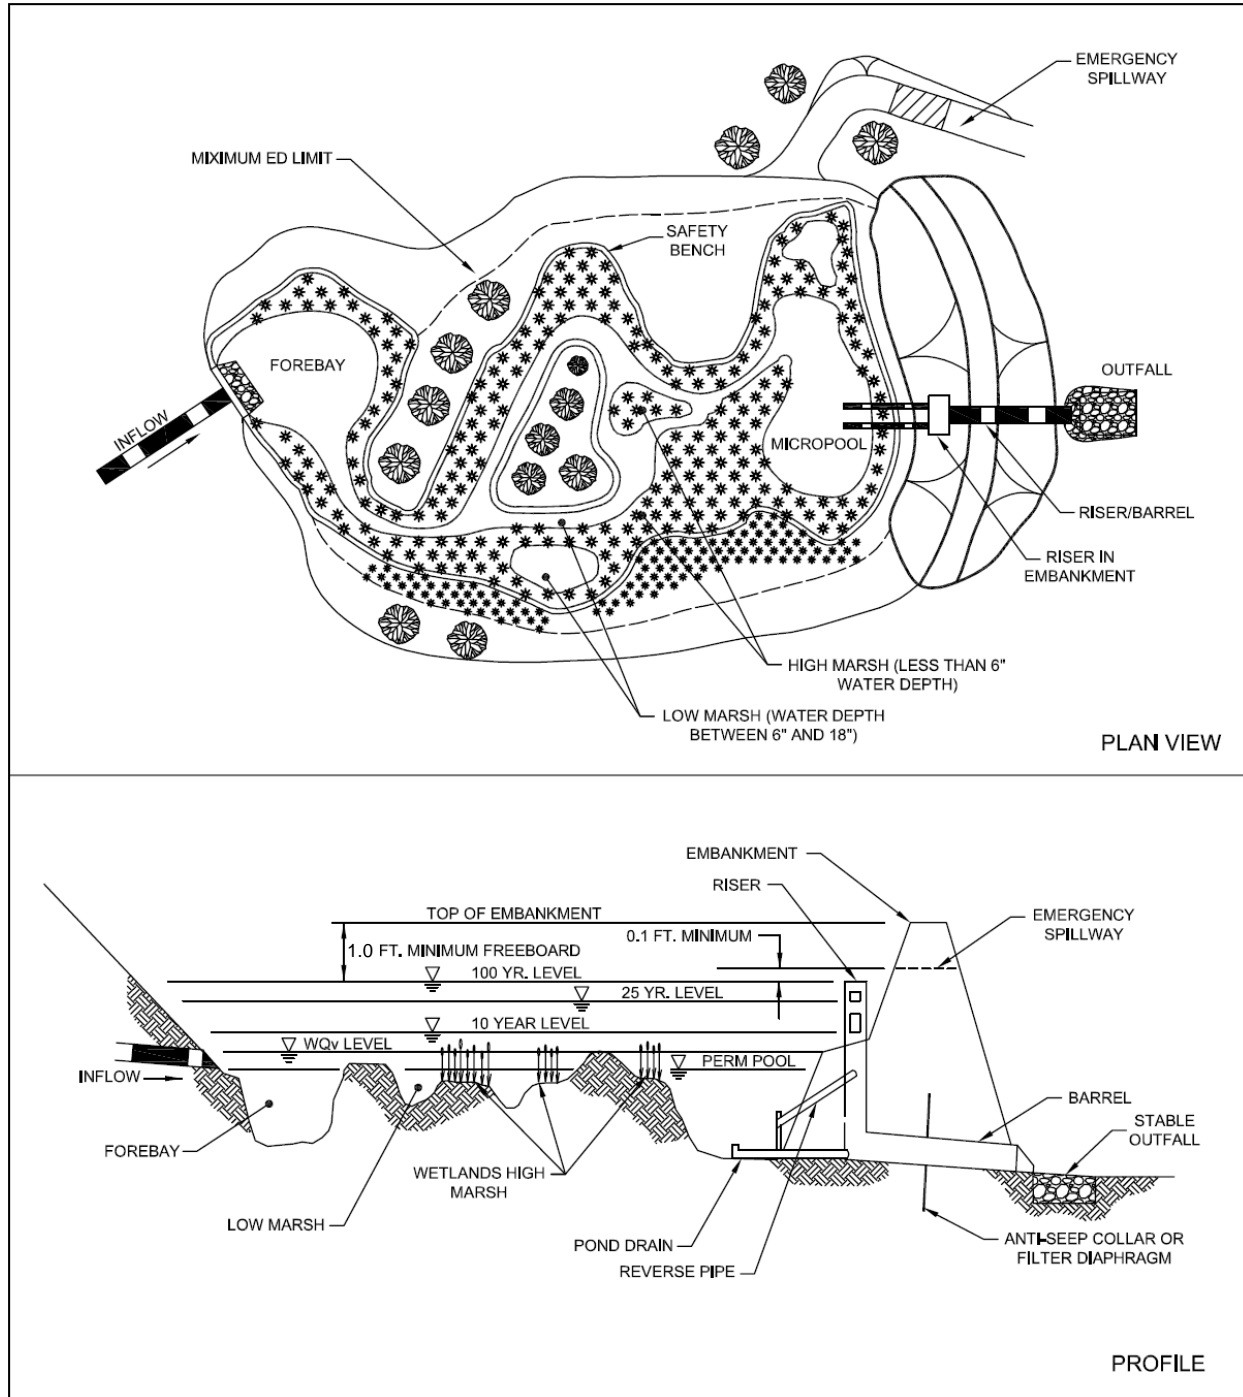 EMERGENCY
SPILLWAY
MIXIMUM ED LIMIT
SAFETY
BENCH
FOREBAY
INFLOW
OUTFALL
MICROPOOL
RISER/BARREL
RISER IN
EMBANKMENT
HIGH MARSH (LESS THAN 6"
WATER DEPTH)
LOW MARSH (WATER DEPTH
BETWEEN 6" AND 18")
PLAN VIEW
EMBANKMENT
RISER
TOP OF EMBANKMENT
EMERGENCY
SPILLWAY
0.1 FT. MINIMUM
1.0 FT. MINIMUM FREEBOARD
100 YR. LEVEL
25 YR. LEVEL
10 YEAR LEVEL
WQv LEVEL
PERM POOL
INFLOW
BARREL
STABLE
OUTFALL
FOREBAY
WETLANDS HIGH
MARSH
LOW MARSH
POND DRAIN
REVERSE PIPE
ANTI-SEEP COLLAR OR
FILTER DIAPHRAGM
PROFILE